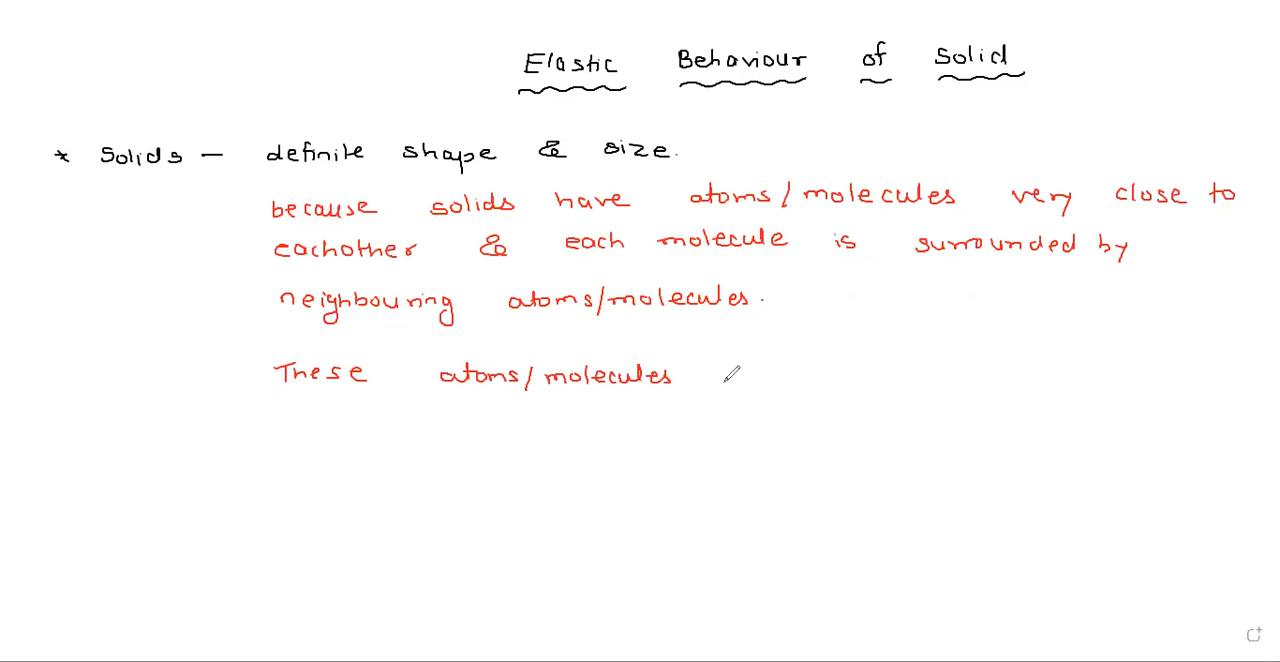 Elastic Behaviour of Solid
* Solids - definite shape & size.
because solids have atoms/molecules very close to
eachother & each molecule is surrounded by
neighbouring atoms/molecules.
These atoms/molecules